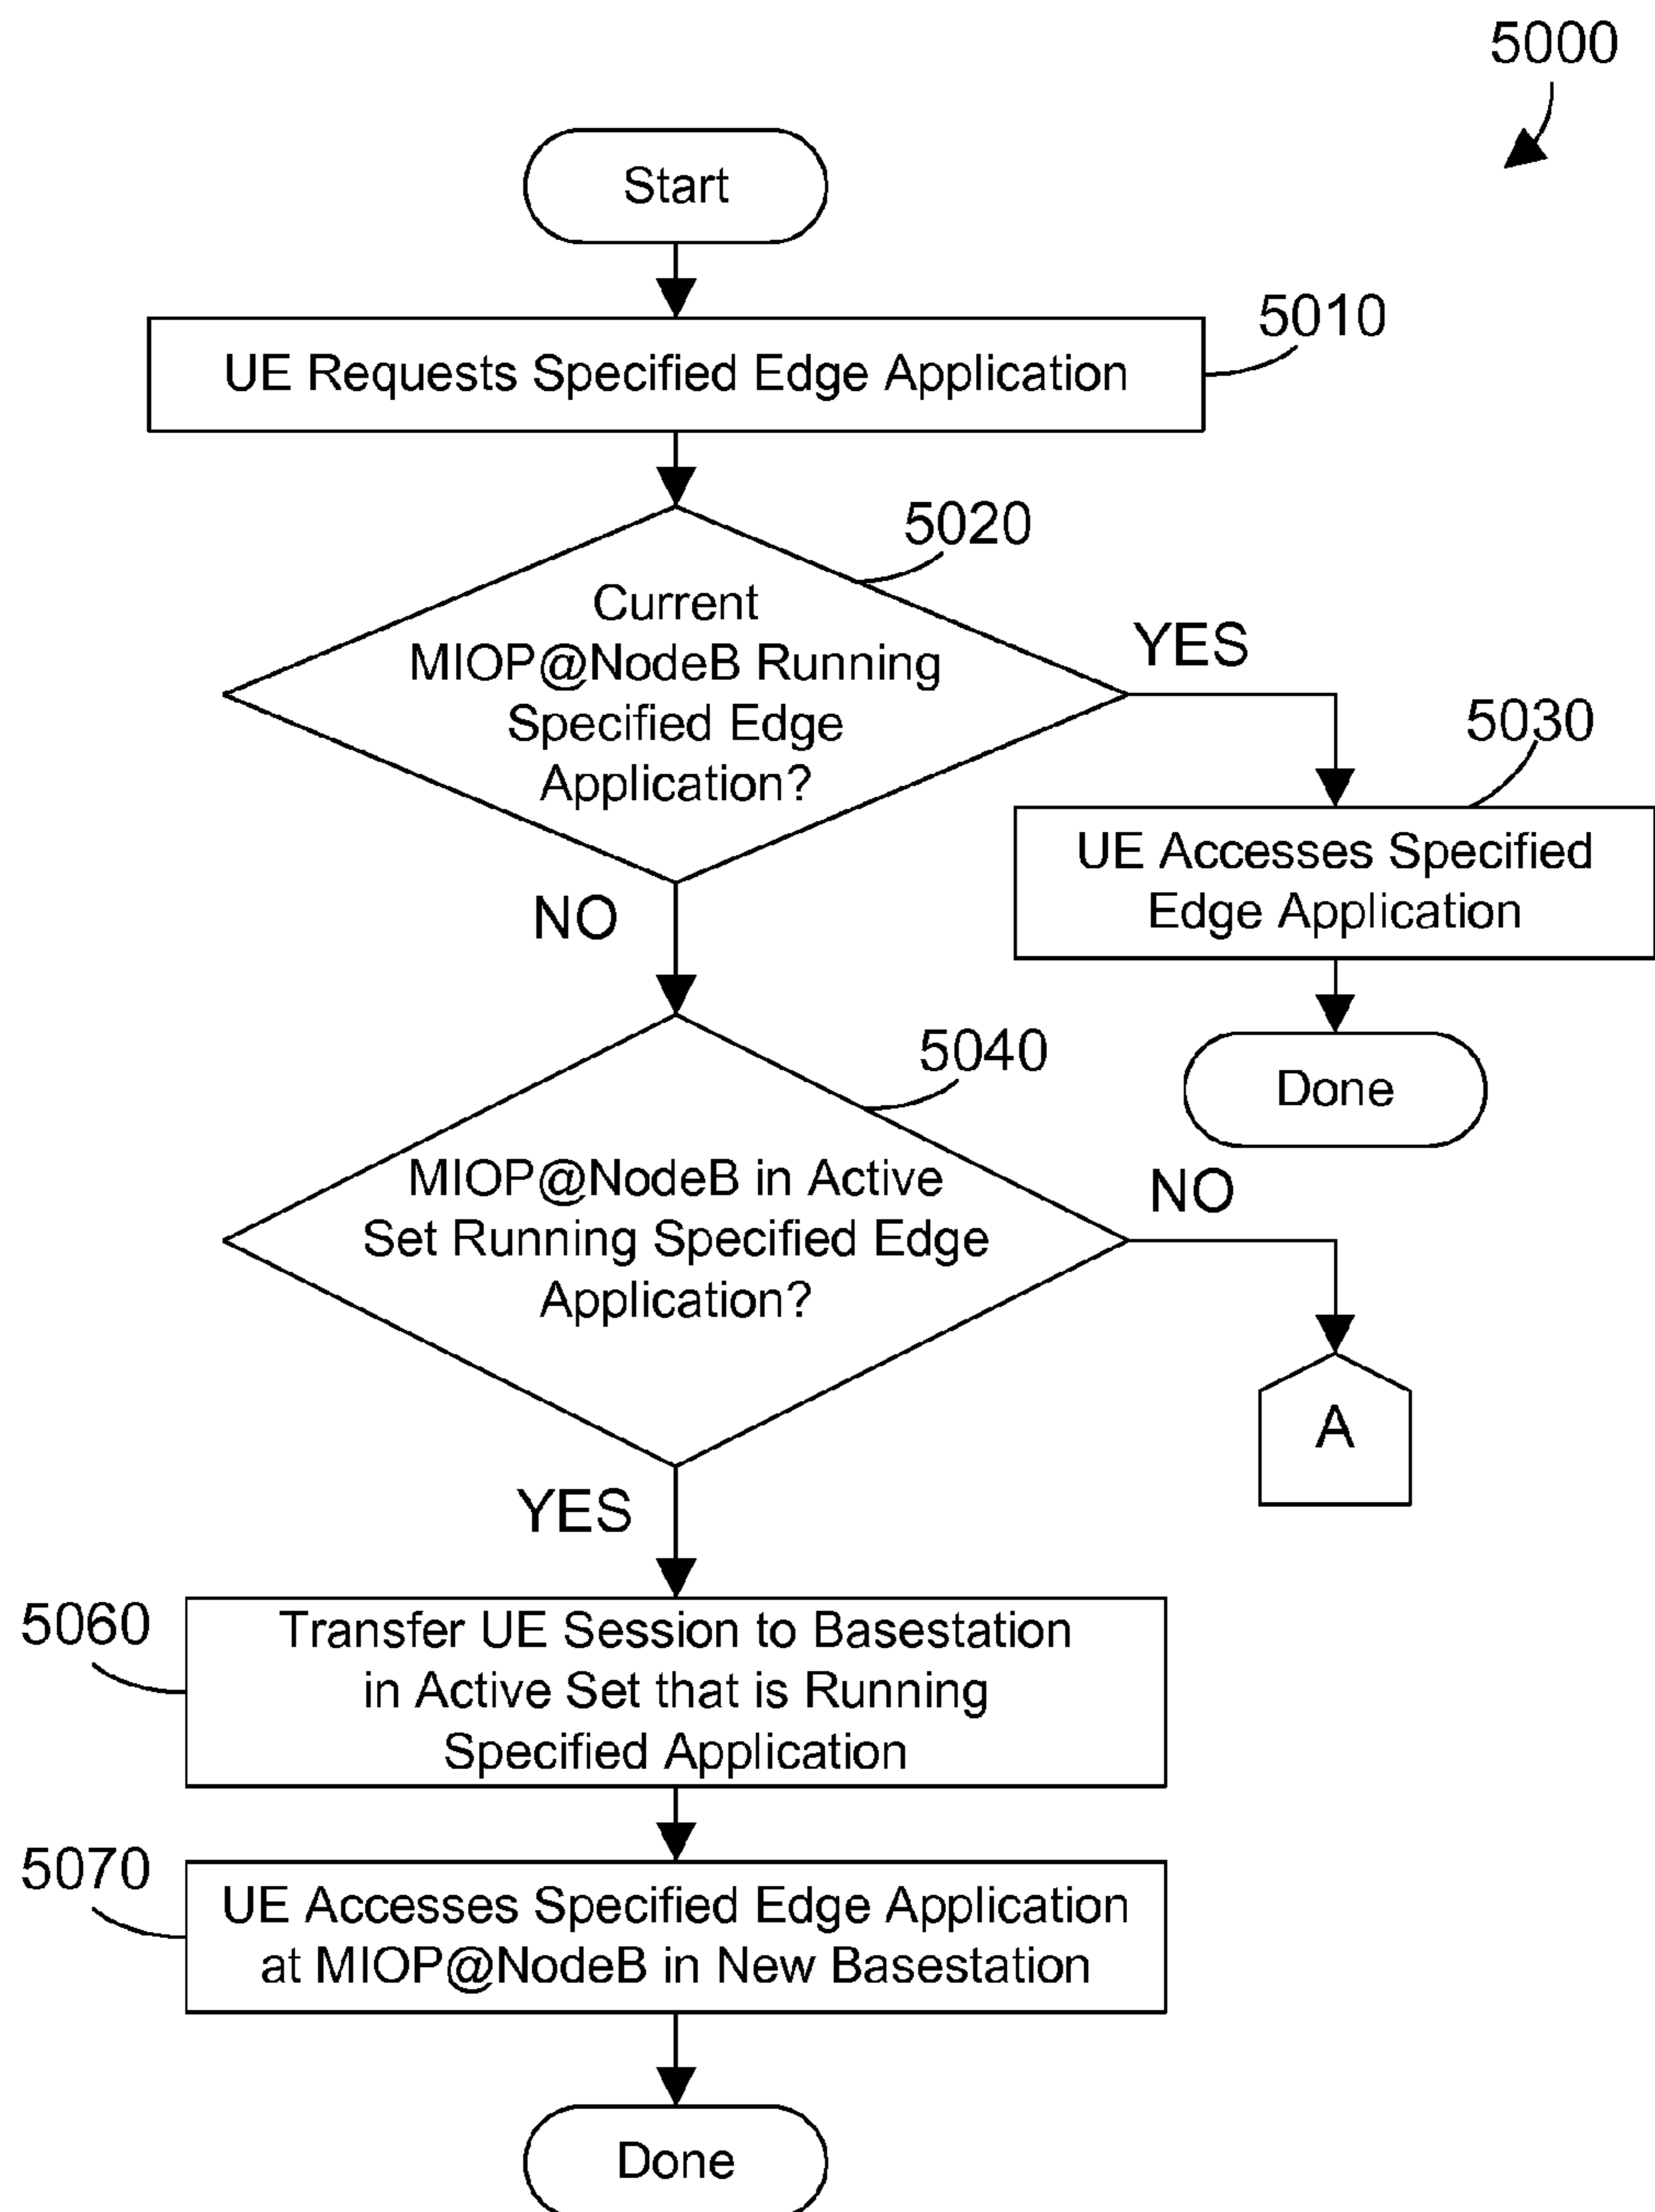 5000
Start
5010
UE Requests Specified Edge Application
5020
Current
MIOP@NodeB Running
Specified Edge
Application?
YES
5030
UE Accesses Specified
Edge Application
NO
Done
5040
MIOP@NodeB in Active
Set Running Specified Edge
Application?
NO
A
YES
5060
Transfer UE Session to Basestation
in Active Set that is Running
Specified Application
5070
UE Accesses Specified Edge Application
at MIOP@NodeB in New Basestation
Done